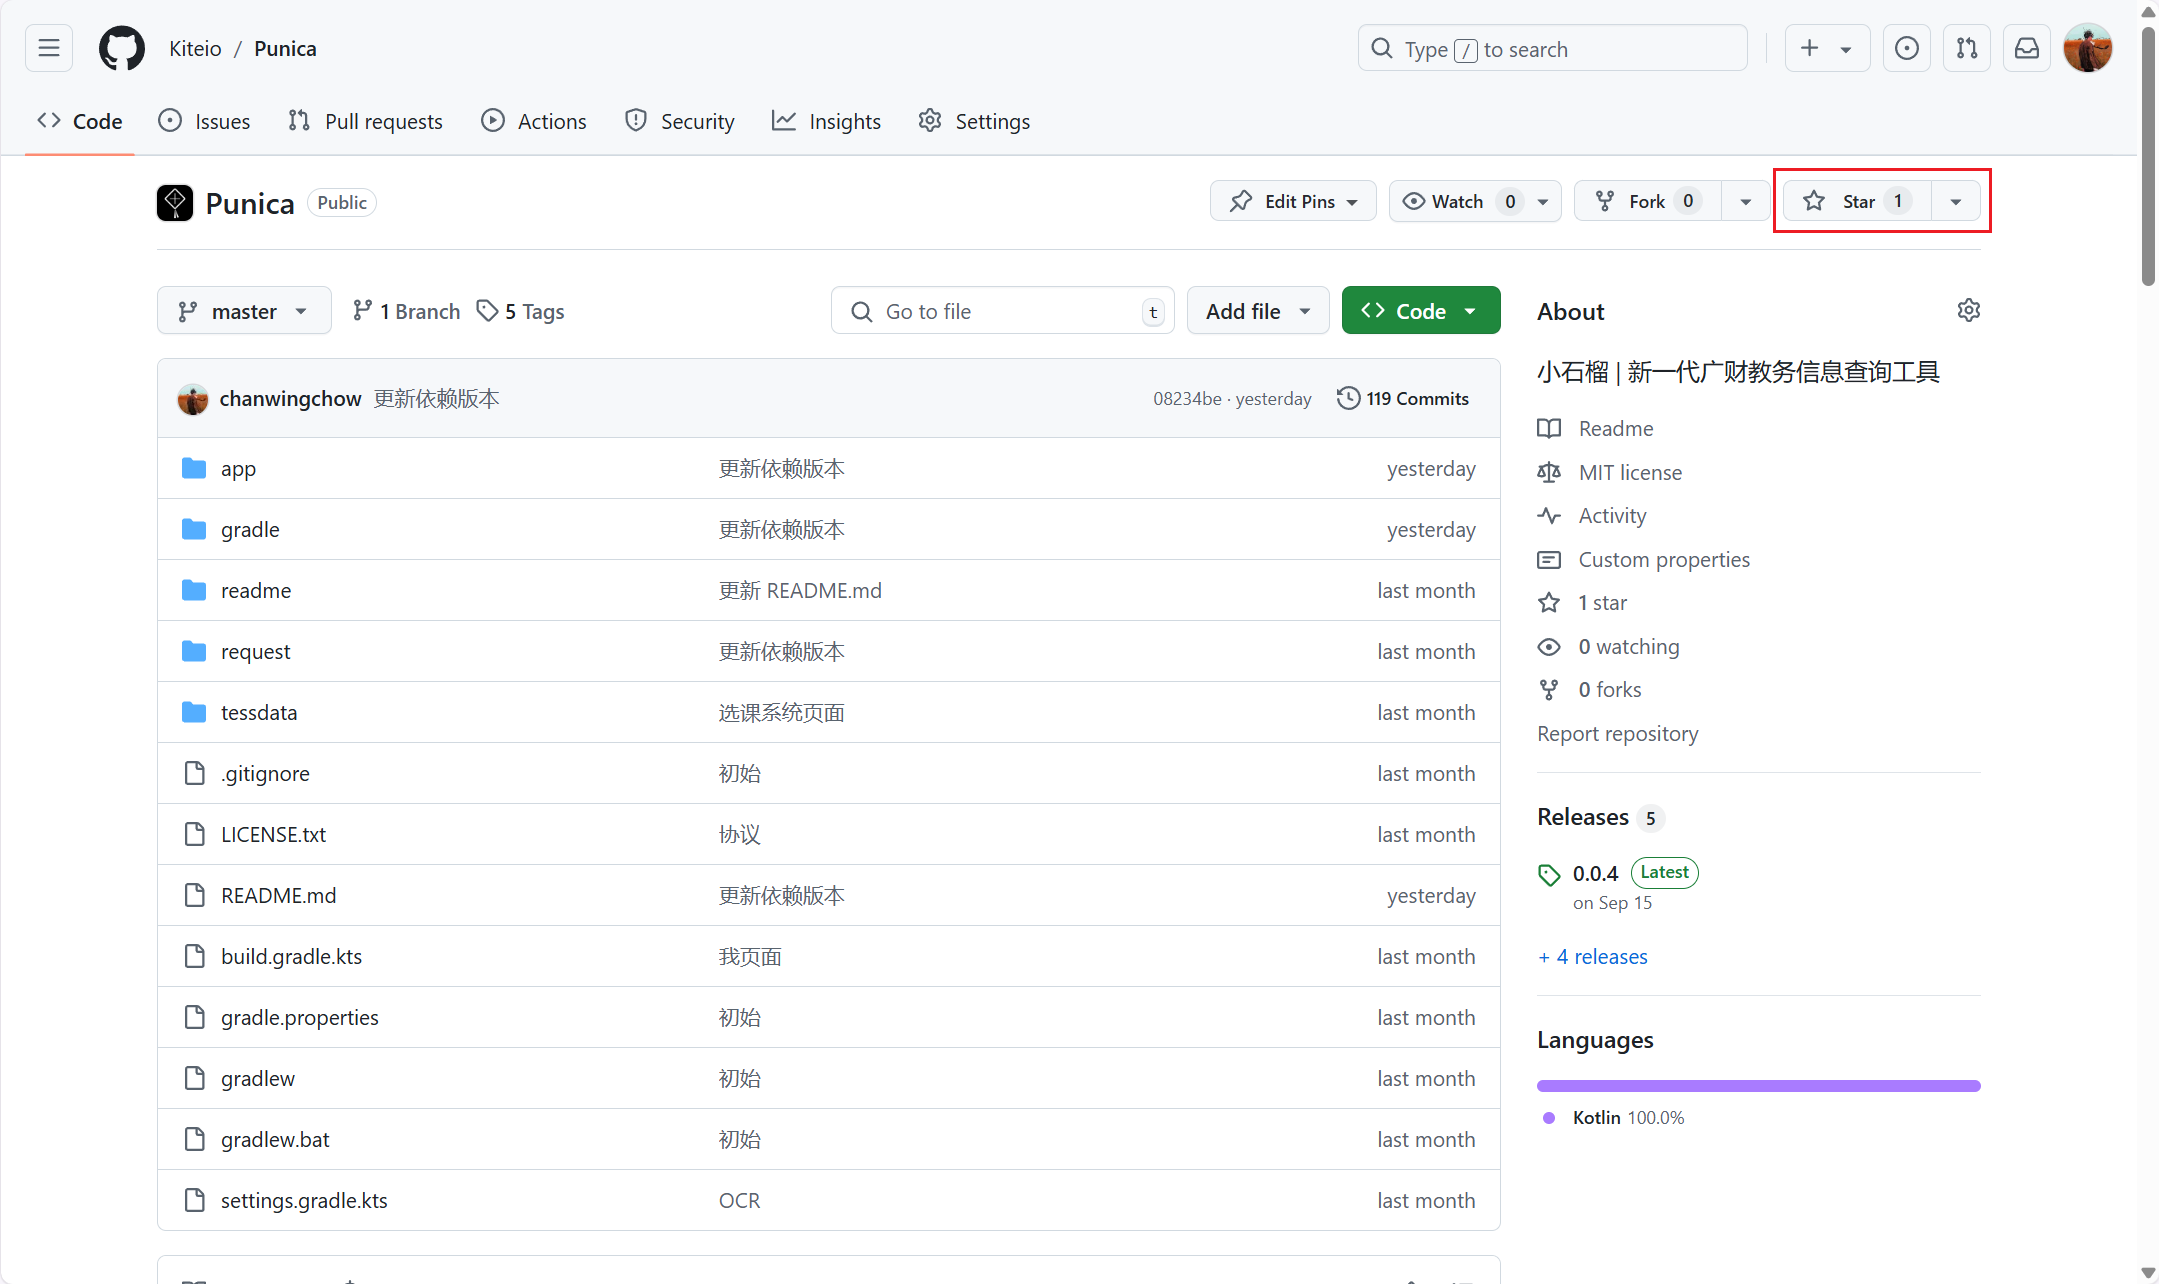 Kiteio / Punica
Type / to search
Code
Issues
Pull requests
Actions
Security
Insights
Settings
Punica Public
Edit Pins
Watch 0
Fork 0
Star 1
master
1 Branch
5 Tags
Go to file t
Add file
Code
chanwingchow 更新依赖版本 08234be · yesterday 119 Commits
app 更新依赖版本 yesterday
gradle 更新依赖版本 yesterday
readme 更新 README.md last month
request 更新依赖版本 last month
tessdata 选课系统页面 last month
.gitignore 初始 last month
LICENSE.txt 协议 last month
README.md 更新依赖版本 yesterday
build.gradle.kts 我页面 last month
gradle.properties 初始 last month
gradlew 初始 last month
gradlew.bat 初始 last month
settings.gradle.kts OCR last month
About
小石榴 | 新一代广财教务信息查询工具
Readme
MIT license
Activity
Custom properties
1 star
0 watching
0 forks
Report repository
Releases 5
0.0.4 Latest
on Sep 15
+ 4 releases
Languages
Kotlin 100.0%